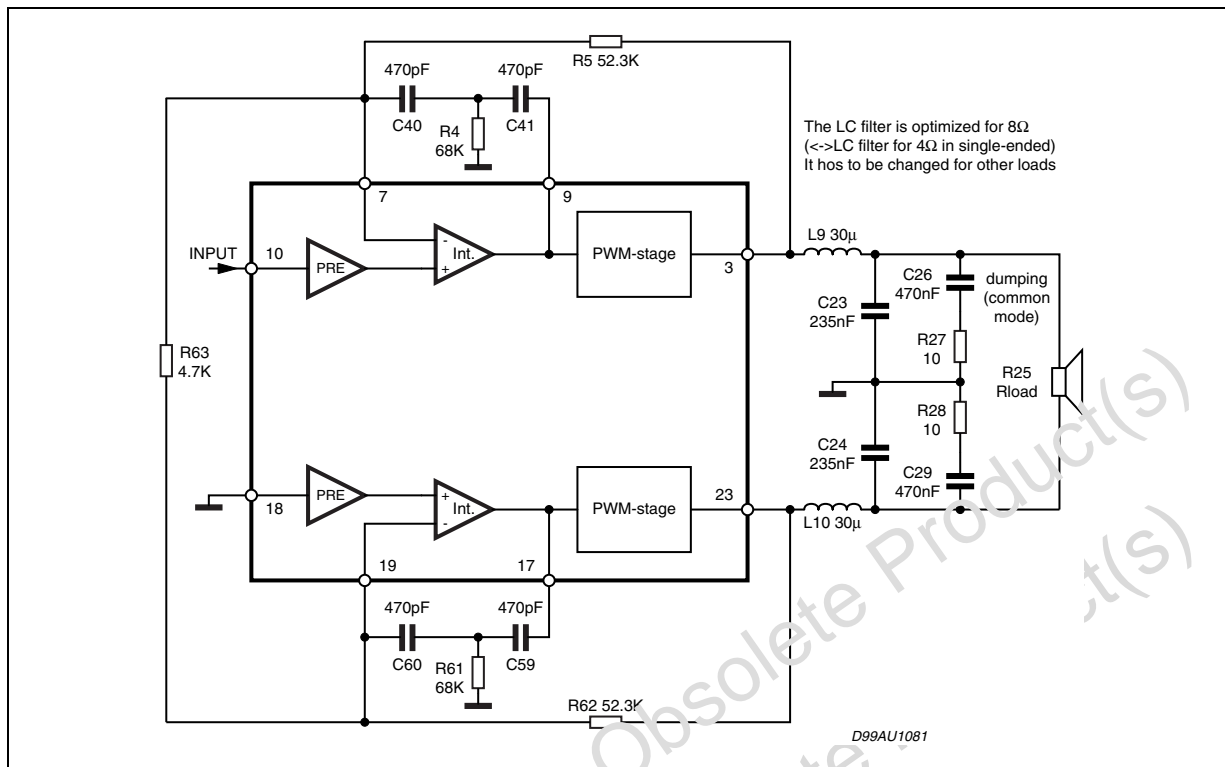 R5 52.3K
470pF
470pF
C40
R4
68K
C41
The LC filter is optimized for 8Ω
(<->LC filter for 4Ω in single-ended)
It hos to be changed for other loads
7
9
INPUT
10
PRE
-
+
Int.
PWM-stage
3
L9 30μ
C23
235nF
C26
470nF
dumping
(common
mode)
R27
10
R63
4.7K
R25
Rload
R28
10
C24
235nF
C29
470nF
18
PRE
+
-
Int.
PWM-stage
23
L10 30μ
19
17
470pF
470pF
C60
R61
68K
C59
R62 52.3K
D99AU1081
Obsolete Product(s)